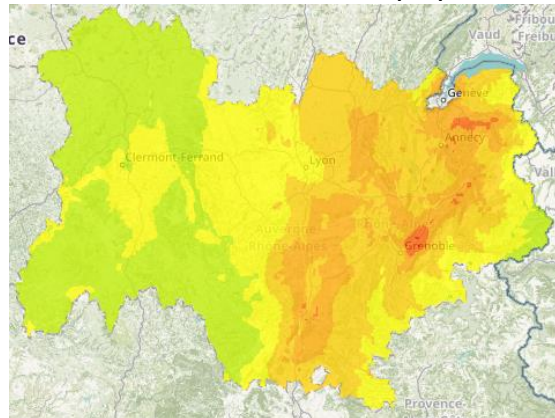 Fribou
Vaud
Freibu
ce
Genève
Annecy
Clermont-Ferrand
Lyon
Val
Auvergne
Rhône-Alpes
Grenoble
Provence-